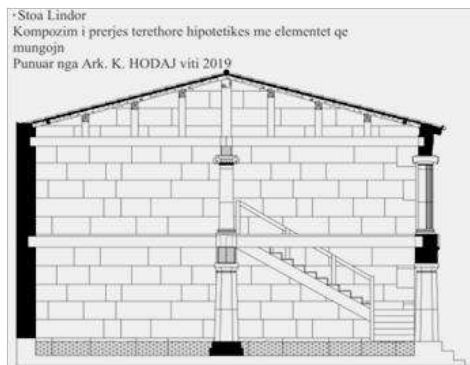 ·Stoa Lindor
Kompozim i prerjes terethore hipotetikes me elementet qe
mungojn
Punuar nga Ark. K. HODAJ viti 2019